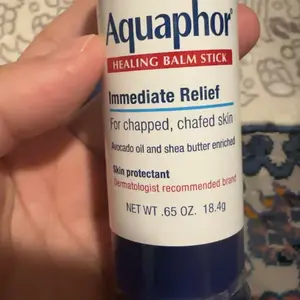 Aquaphor®
HEALING BALM STICK
Immediate Relief
For chapped, chafed skin
Avocado oil and shea butter enriched
Skin protectant
Dermatologist recommended brand
NET WT .65 OZ. 18.4g